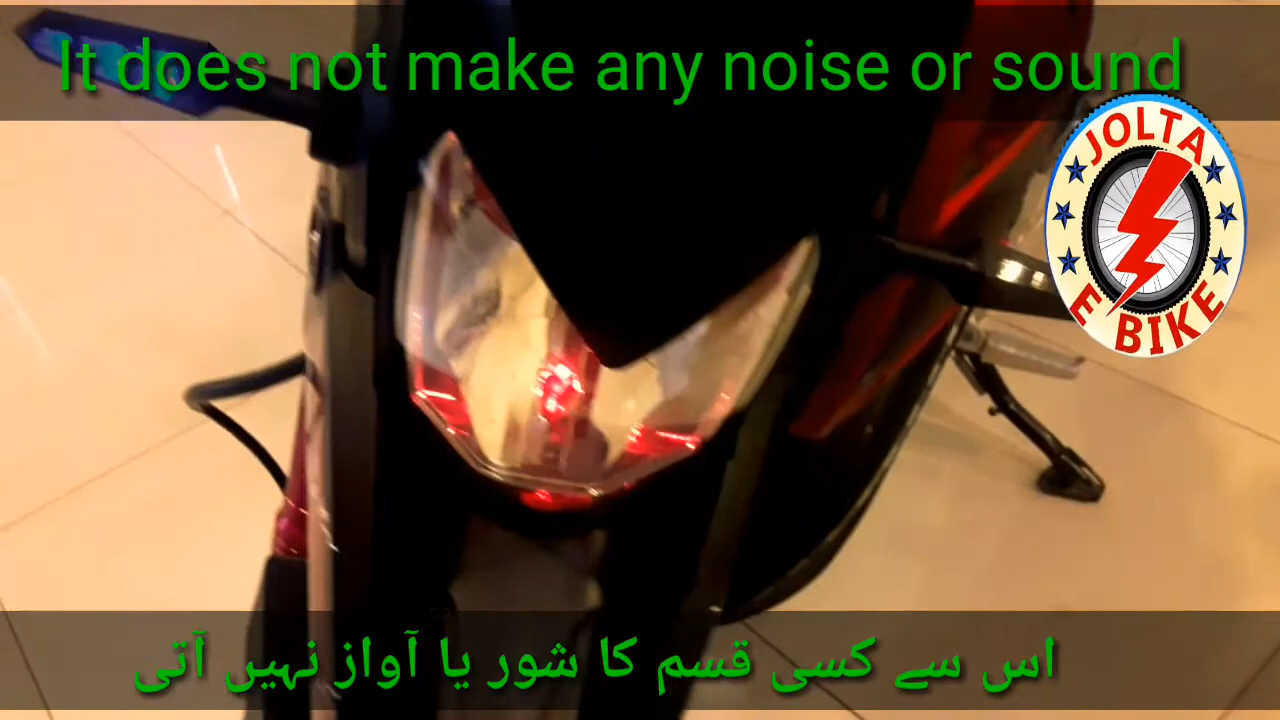 It does not make any noise or sound
JOLTA
E BIKE
اس سے کسی قسم کا شور یا آواز نہیں آتی